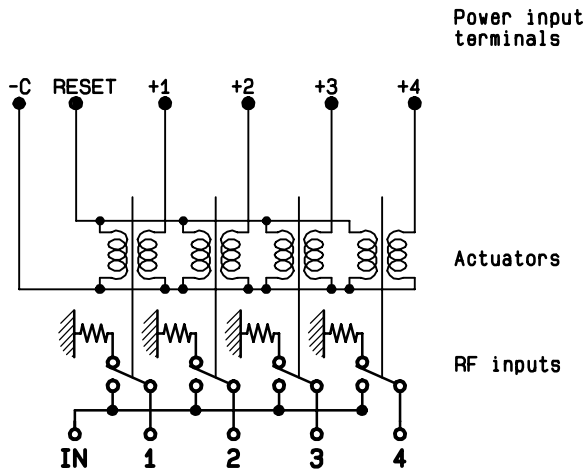 Power input
terminals
-C RESET +1 +2 +3 +4
Actuators
RF inputs
IN 1 2 3 4